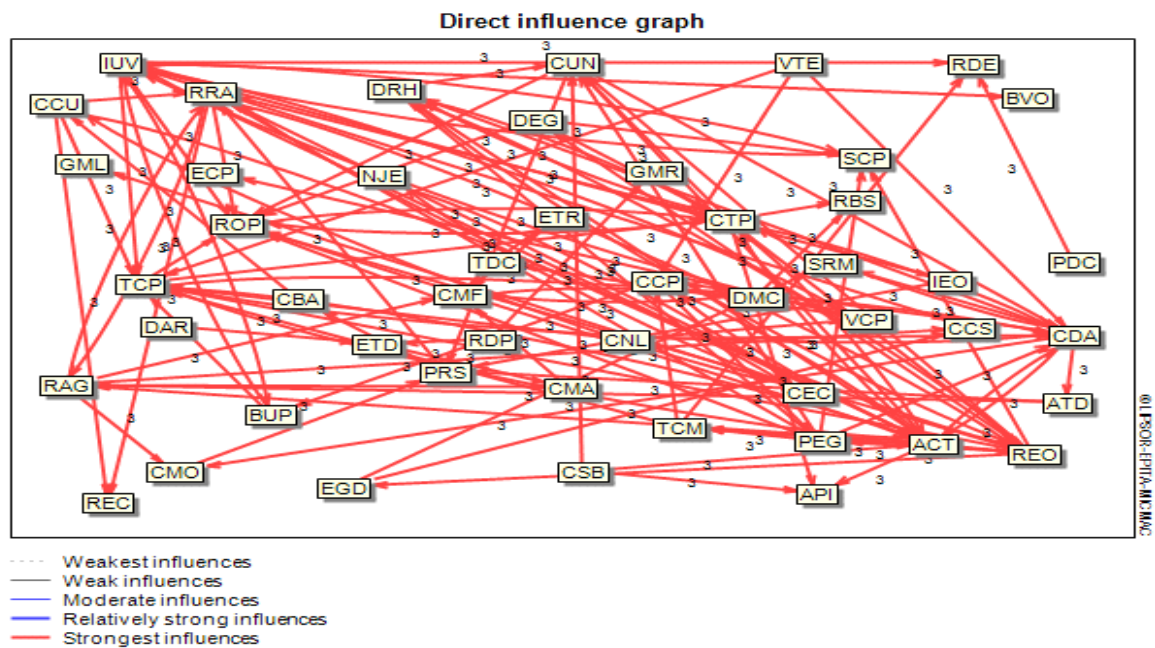 Direct influence graph
IUV
CUN
VTE
RDE
CCU
RRA
DRH
BVO
DEG
GML
ECP
NJE
GMR
SCP
RBS
ROP
ETR
CTP
TDC
SRM
PDC
TCP
CBA
CMF
CCP
DMC
IEO
DAR
ETD
RDP
CNL
VCP
CCS
CDA
RAG
PRS
CMA
CEC
ATD
BUP
TCM
PEG
ACT
REO
CMO
CSB
REC
EGD
API
@LIPSOR-EPITA-MICMAC
Weakest influences
Weak influences
Moderate influences
Relatively strong influences
Strongest influences